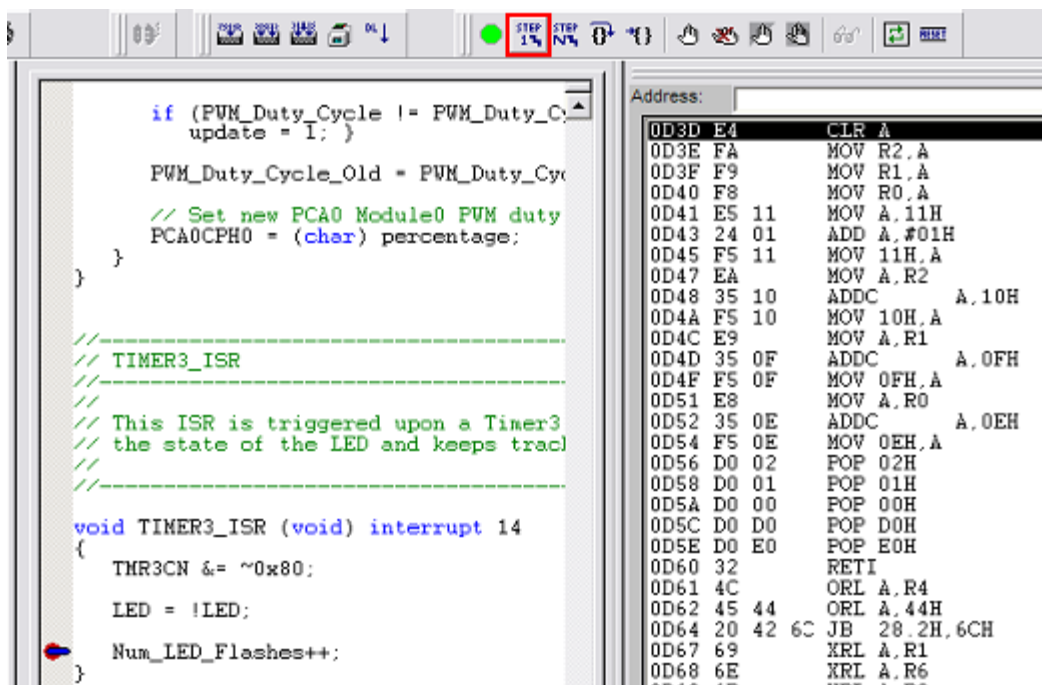 STEP
1
STEP
N
RESET
if (PWM_Duty_Cycle != PWM_Duty_C
update = 1; }
PWM_Duty_Cycle_Old = PWM_Duty_Cy
// Set new PCA0 Module0 PWM duty
PCA0CPH0 = (char) percentage;
}
}
//-----------------------------------------
// TIMER3_ISR
//-----------------------------------------
//
// This ISR is triggered upon a Timer3
// the state of the LED and keeps trac
//
//-----------------------------------------
void TIMER3_ISR (void) interrupt 14
{
TMR3CN &= ~0x80;
LED = !LED;
Num_LED_Flashes++;
}
Address:
0D3D E4 CLR A
0D3E FA MOV R2,A
0D3F F9 MOV R1,A
0D40 F8 MOV R0,A
0D41 E5 11 MOV A,11H
0D43 24 01 ADD A,#01H
0D45 F5 11 MOV 11H,A
0D47 EA MOV A,R2
0D48 35 10 ADDC A,10H
0D4A F5 10 MOV 10H,A
0D4C E9 MOV A,R1
0D4D 35 0F ADDC A,0FH
0D4F F5 0F MOV 0FH,A
0D51 E8 MOV A,R0
0D52 35 0E ADDC A,0EH
0D54 F5 0E MOV 0EH,A
0D56 D0 02 POP 02H
0D58 D0 01 POP 01H
0D5A D0 00 POP 00H
0D5C D0 D0 POP D0H
0D5E D0 E0 POP E0H
0D60 32 RETI
0D61 4C ORL A,R4
0D62 45 44 ORL A,44H
0D64 20 42 6C JB 28.2H,6CH
0D67 69 XRL A,R1
0D68 6E XRL A,R6